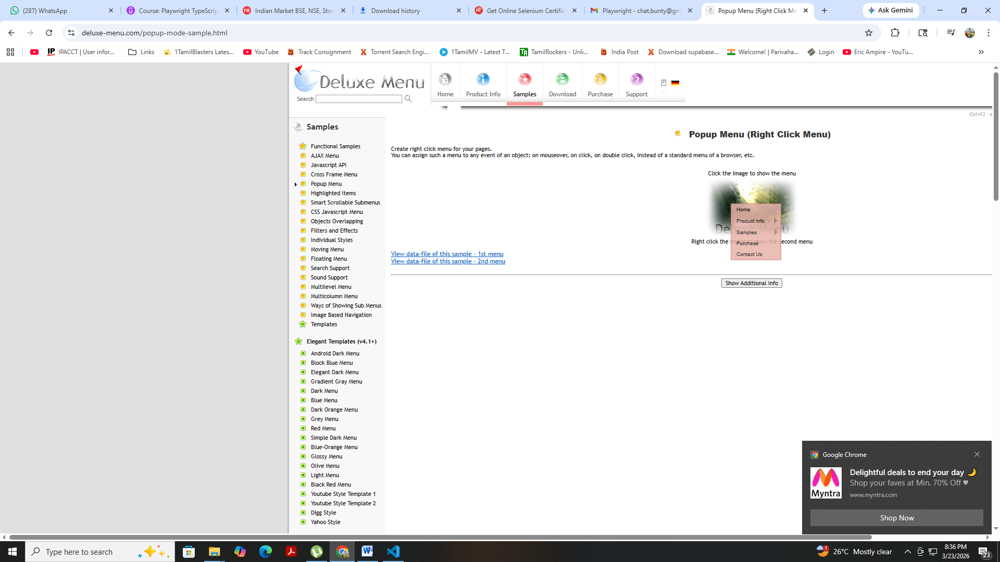 (287) WhatsApp
Course: Playwright TypeScrip
Indian Market BSE, NSE, Stoc
Download history
Get Online Selenium Certific
Playwright - chat.bunty@gm
Popup Menu (Right Click Me
Ask Gemini
deluxe-menu.com/popup-mode-sample.html
IPACCT | User infor...
Links
1TamilBlasters Lates...
YouTube
Track Consignment
Torrent Search Engi...
1TamilMV - Latest T...
TamilRockers - Unli...
India Post
Download supabase...
Welcome! | Parivaha...
Login
Eric Ampire - YouTu...
Deluxe Menu
Search
Home
Product Info
Samples
Download
Purchase
Support
Ctrl+F2 - e
Samples
Functional Samples
AJAX Menu
Javascript API
Cross Frame Menu
Popup Menu
Highlighted Items
Smart Scrollable Submenus
CSS Javascript Menu
Objects Overlapping
Filters and Effects
Individual Styles
Moving Menu
Floating Menu
Search Support
Sound Support
Multilevel Menu
Multicolumn Menu
Ways of Showing Sub Menus
Image Based Navigation
Templates
Elegant Templates (v4.1+)
Android Dark Menu
Block Blue Menu
Elegant Dark Menu
Gradient Gray Menu
Dark Menu
Blue Menu
Dark Orange Menu
Grey Menu
Red Menu
Simple Dark Menu
Blue-Orange Menu
Glossy Menu
Olive Menu
Light Menu
Black Red Menu
Youtube Style Template 1
Youtube Style Template 2
Digg Style
Yahoo Style
Popup Menu (Right Click Menu)
Create right click menu for your pages.
You can assign such a menu to any event of an object: on mouseover, on click, on double click, instead of a standard menu of a browser, etc.
Click the image to show the menu
Deluxe Menu
Home
Product Info
Samples
Purchase
Contact Us
Right click the image to show the second menu
View data-file of this sample - 1st menu
View data-file of this sample - 2nd menu
Show Additional Info
Google Chrome
Delightful deals to end your day
Shop your faves at Min. 70% Off
www.myntra.com
Myntra
Shop Now
Type here to search
26°C Mostly clear
8:36 PM
3/23/2026
23